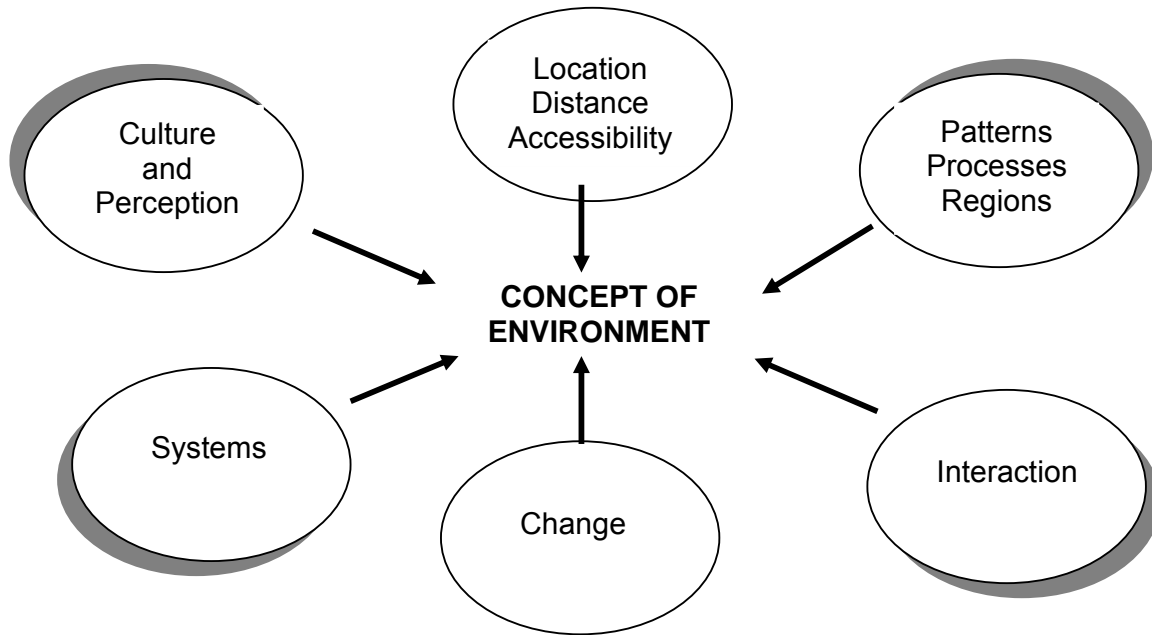 Culture
and
Perception
Location
Distance
Accessibility
Patterns
Processes
Regions
CONCEPT OF
ENVIRONMENT
Systems
Change
Interaction